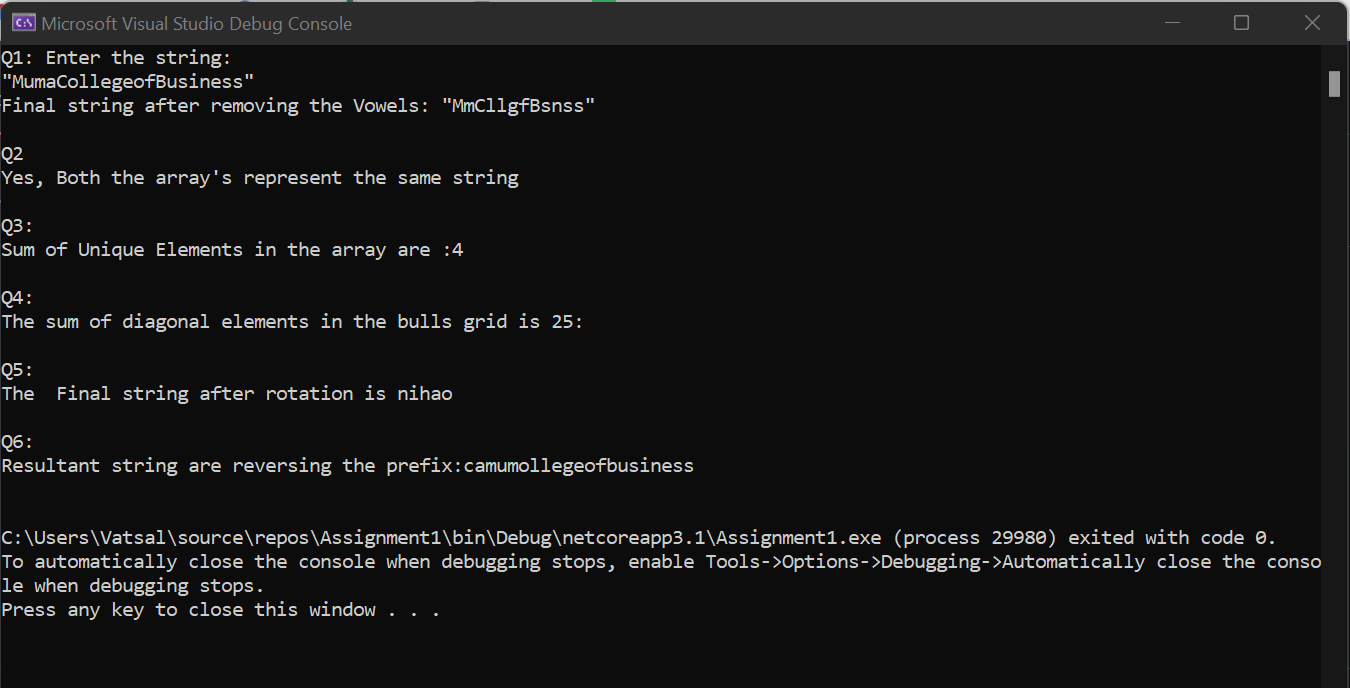 Microsoft Visual Studio Debug Console
Q1: Enter the string:
"MumaCollegeofBusiness"
Final string after removing the Vowels: "MmCllgfBsnss"
Q2
Yes, Both the array's represent the same string
Q3:
Sum of Unique Elements in the array are :4
Q4:
The sum of diagonal elements in the bulls grid is 25:
Q5:
The  Final string after rotation is nihao
Q6:
Resultant string are reversing the prefix:camumollegeofbusiness
C:\Users\Vatsal\source\repos\Assignment1\bin\Debug\netcoreapp3.1\Assignment1.exe (process 29980) exited with code 0.
To automatically close the console when debugging stops, enable Tools->Options->Debugging->Automatically close the conso
le when debugging stops.
Press any key to close this window . . .